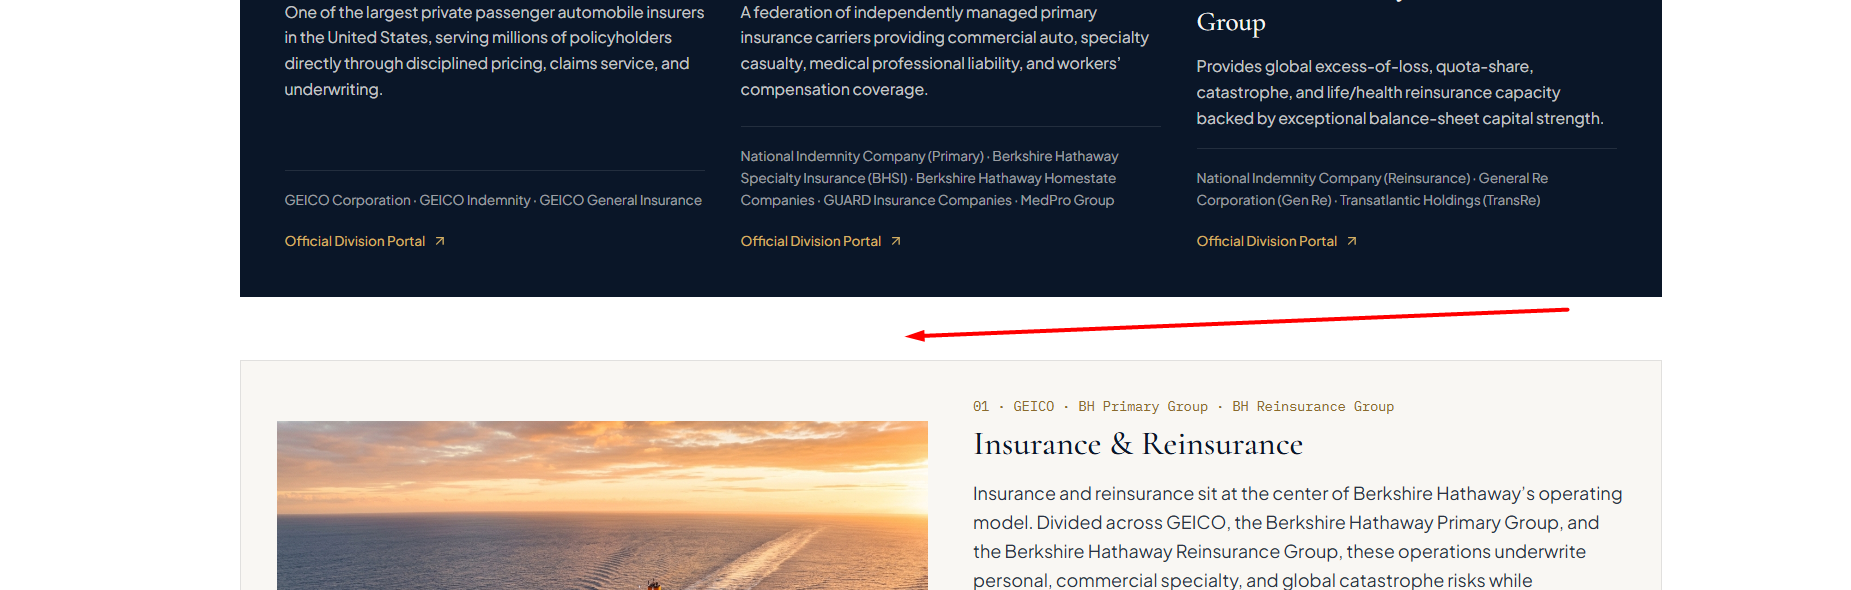 One of the largest private passenger automobile insurers
in the United States, serving millions of policyholders
directly through disciplined pricing, claims service, and
underwriting.
GEICO Corporation · GEICO Indemnity · GEICO General Insurance
Official Division Portal
A federation of independently managed primary
insurance carriers providing commercial auto, specialty
casualty, medical professional liability, and workers’
compensation coverage.
National Indemnity Company (Primary) · Berkshire Hathaway
Specialty Insurance (BHSI) · Berkshire Hathaway Homestate
Companies · GUARD Insurance Companies · MedPro Group
Official Division Portal
Group
Provides global excess-of-loss, quota-share,
catastrophe, and life/health reinsurance capacity
backed by exceptional balance-sheet capital strength.
National Indemnity Company (Reinsurance) · General Re
Corporation (Gen Re) · Transatlantic Holdings (TransRe)
Official Division Portal
01 · GEICO · BH Primary Group · BH Reinsurance Group
Insurance & Reinsurance
Insurance and reinsurance sit at the center of Berkshire Hathaway’s operating
model. Divided across GEICO, the Berkshire Hathaway Primary Group, and
the Berkshire Hathaway Reinsurance Group, these operations underwrite
personal, commercial specialty, and global catastrophe risks while